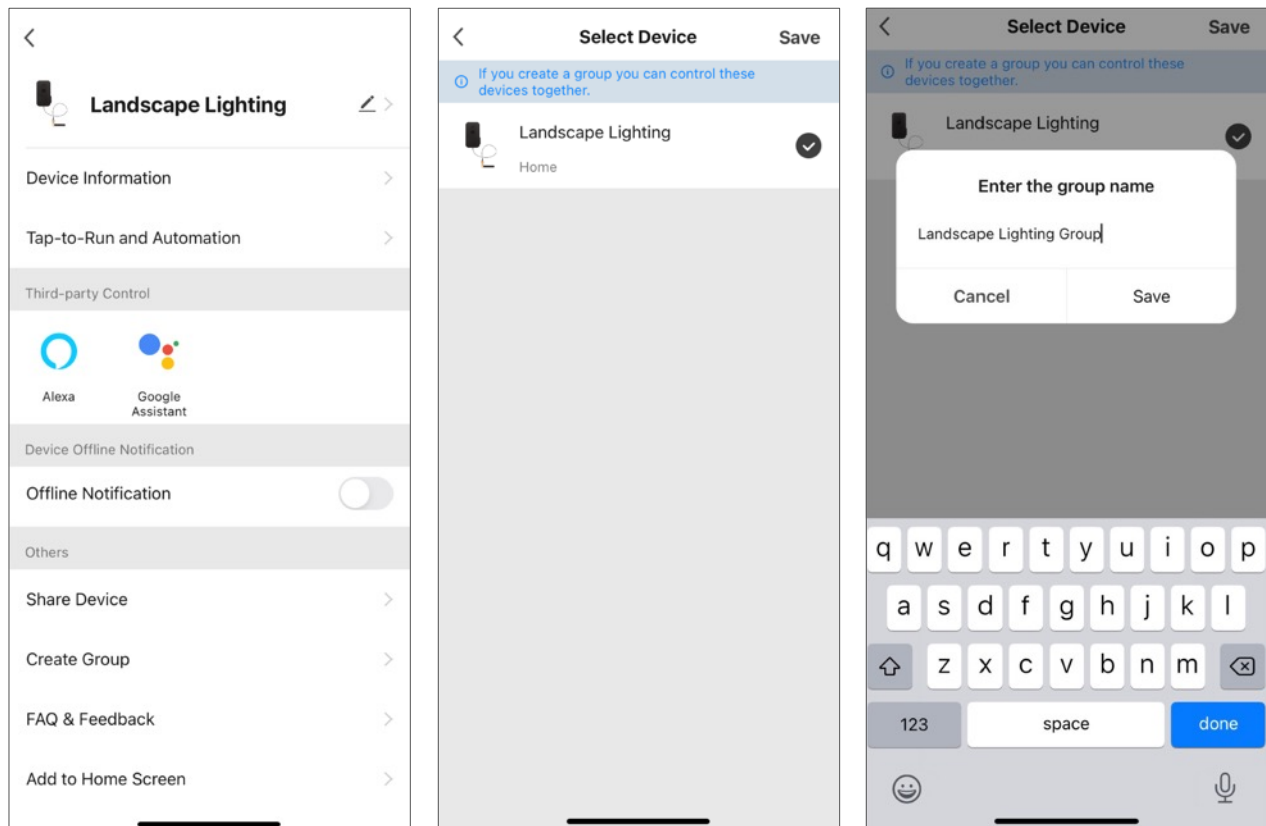 Landscape Lighting
Device Information
Tap-to-Run and Automation
Third-party Control
Alexa
Google
Assistant
Device Offline Notification
Offline Notification
Others
Share Device
Create Group
FAQ & Feedback
Add to Home Screen
Select Device
Save
If you create a group you can control these
devices together.
Landscape Lighting
Home
Select Device
Save
If you create a group you can control these
devices together.
Landscape Lighting
Enter the group name
Landscape Lighting Group
Cancel
Save
q w e r t y u i o p
a s d f g h j k l
z x c v b n m
123
space
done